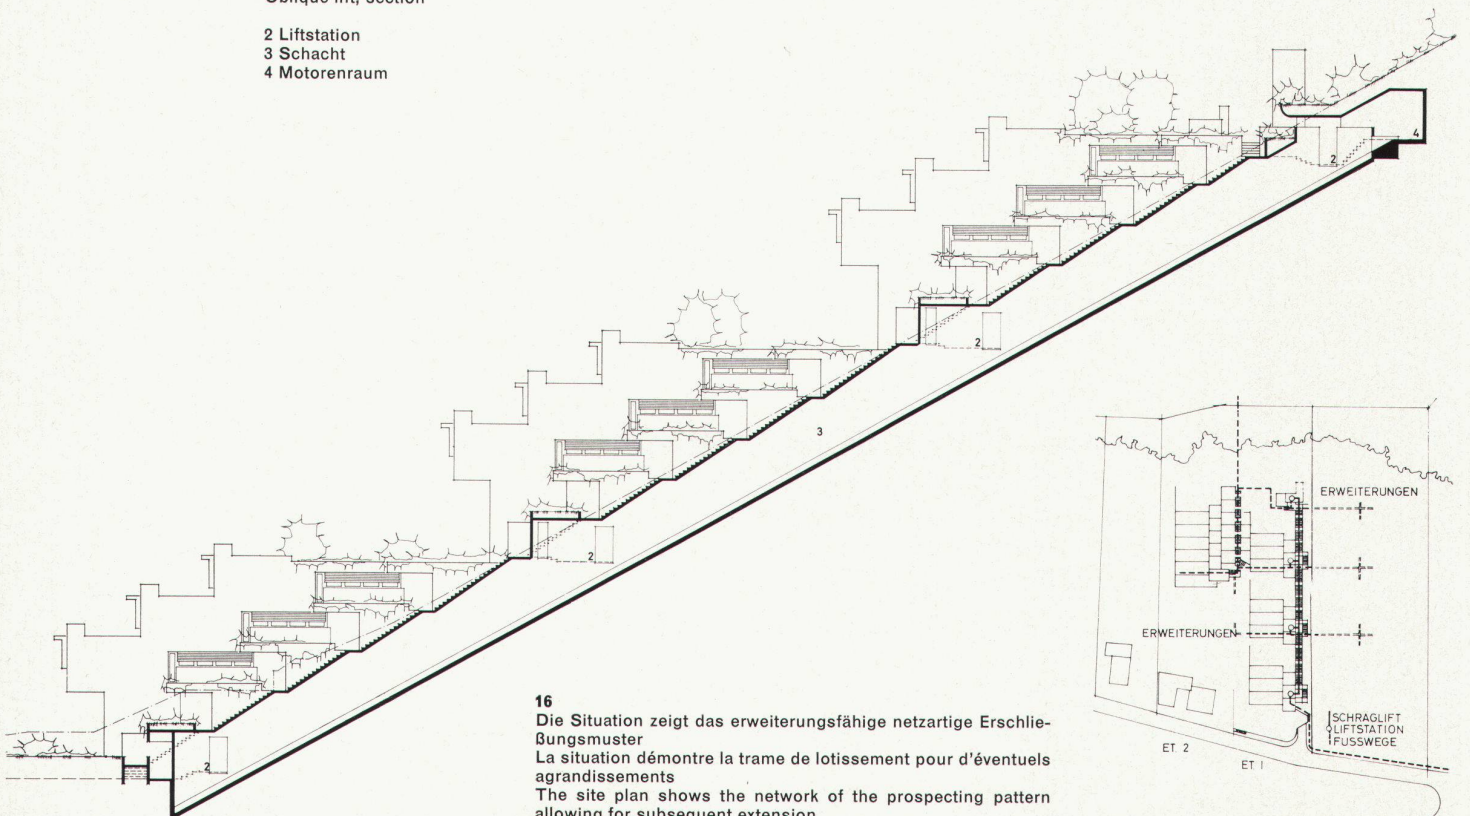 Oblique lift, section
2 Liftstation
3 Schacht
4 Motorenraum
4
2
2
3
2
2
ERWEITERUNGEN
ERWEITERUNGEN
SCHRAGLIFT
LIFTSTATION
FUSSWEGE
ET. 2
ET. 1
16
Die Situation zeigt das erweiterungsfähige netzartige Erschlie-
ßungsmuster
La situation démontre la trame de lotissement pour d'éventuels
agrandissements
The site plan shows the network of the prospecting pattern
allowing for subsequent extension